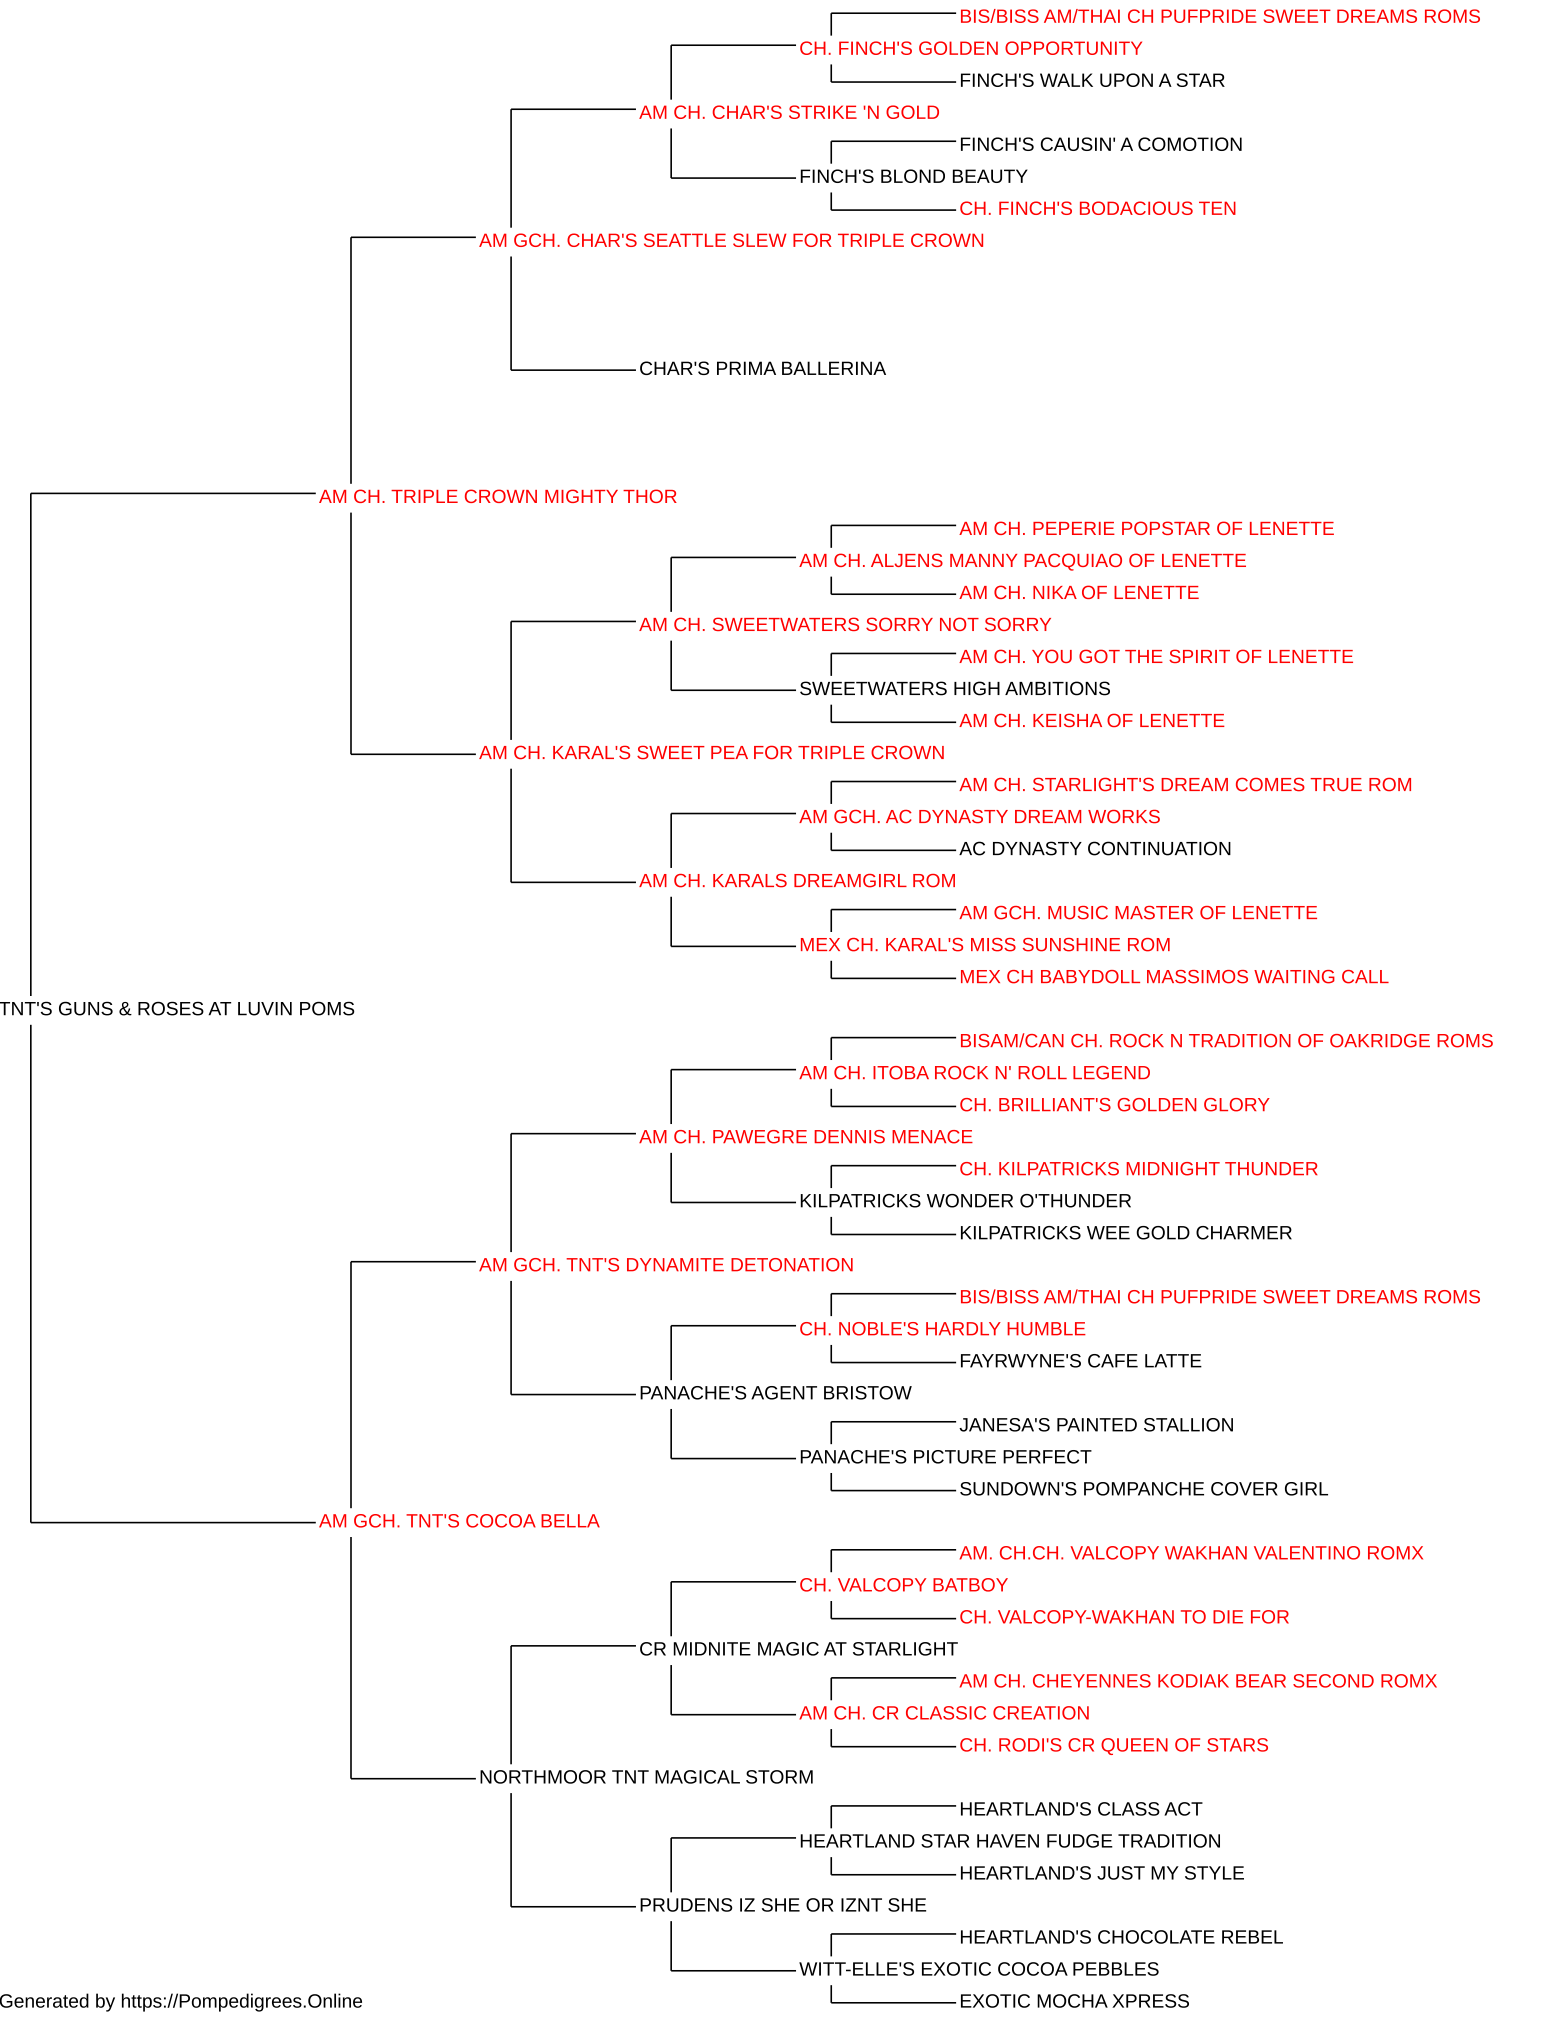 BIS/BISS AM/THAI CH PUFPRIDE SWEET DREAMS ROMS
CH. FINCH'S GOLDEN OPPORTUNITY
FINCH'S WALK UPON A STAR
AM CH. CHAR'S STRIKE 'N GOLD
FINCH'S CAUSIN' A COMOTION
FINCH'S BLOND BEAUTY
CH. FINCH'S BODACIOUS TEN
AM GCH. CHAR'S SEATTLE SLEW FOR TRIPLE CROWN
CHAR'S PRIMA BALLERINA
AM CH. TRIPLE CROWN MIGHTY THOR
AM CH. PEPERIE POPSTAR OF LENETTE
AM CH. ALJENS MANNY PACQUIAO OF LENETTE
AM CH. NIKA OF LENETTE
AM CH. SWEETWATERS SORRY NOT SORRY
AM CH. YOU GOT THE SPIRIT OF LENETTE
SWEETWATERS HIGH AMBITIONS
AM CH. KEISHA OF LENETTE
AM CH. KARAL'S SWEET PEA FOR TRIPLE CROWN
AM CH. STARLIGHT'S DREAM COMES TRUE ROM
AM GCH. AC DYNASTY DREAM WORKS
AC DYNASTY CONTINUATION
AM CH. KARALS DREAMGIRL ROM
AM GCH. MUSIC MASTER OF LENETTE
MEX CH. KARAL'S MISS SUNSHINE ROM
MEX CH BABYDOLL MASSIMOS WAITING CALL
TNT'S GUNS & ROSES AT LUVIN POMS
BISAM/CAN CH. ROCK N TRADITION OF OAKRIDGE ROMS
AM CH. ITOBA ROCK N' ROLL LEGEND
CH. BRILLIANT'S GOLDEN GLORY
AM CH. PAWEGRE DENNIS MENACE
CH. KILPATRICKS MIDNIGHT THUNDER
KILPATRICKS WONDER O'THUNDER
KILPATRICKS WEE GOLD CHARMER
AM GCH. TNT'S DYNAMITE DETONATION
BIS/BISS AM/THAI CH PUFPRIDE SWEET DREAMS ROMS
CH. NOBLE'S HARDLY HUMBLE
FAYRWYNE'S CAFE LATTE
PANACHE'S AGENT BRISTOW
JANESA'S PAINTED STALLION
PANACHE'S PICTURE PERFECT
SUNDOWN'S POMPANCHE COVER GIRL
AM GCH. TNT'S COCOA BELLA
AM. CH.CH. VALCOPY WAKHAN VALENTINO ROMX
CH. VALCOPY BATBOY
CH. VALCOPY-WAKHAN TO DIE FOR
CR MIDNITE MAGIC AT STARLIGHT
AM CH. CHEYENNES KODIAK BEAR SECOND ROMX
AM CH. CR CLASSIC CREATION
CH. RODI'S CR QUEEN OF STARS
NORTHMOOR TNT MAGICAL STORM
HEARTLAND'S CLASS ACT
HEARTLAND STAR HAVEN FUDGE TRADITION
HEARTLAND'S JUST MY STYLE
PRUDENS IZ SHE OR IZNT SHE
HEARTLAND'S CHOCOLATE REBEL
WITT-ELLE'S EXOTIC COCOA PEBBLES
EXOTIC MOCHA XPRESS
Generated by https://Pompedigrees.Online